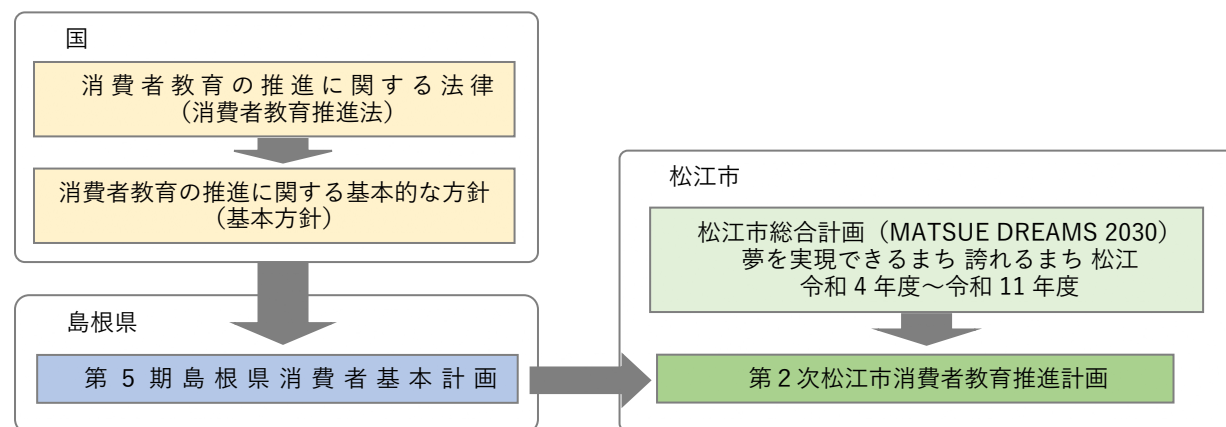 国
消費者教育の推進に関する法律
（消費者教育推進法）
消費者教育の推進に関する基本的な方針
（基本方針）
島根県
第5期島根県消費者基本計画
松江市
松江市総合計画（MATSUE DREAMS 2030）
夢を実現できるまち 誇れるまち 松江
令和 4 年度～令和 11 年度
第２次松江市消費者教育推進計画